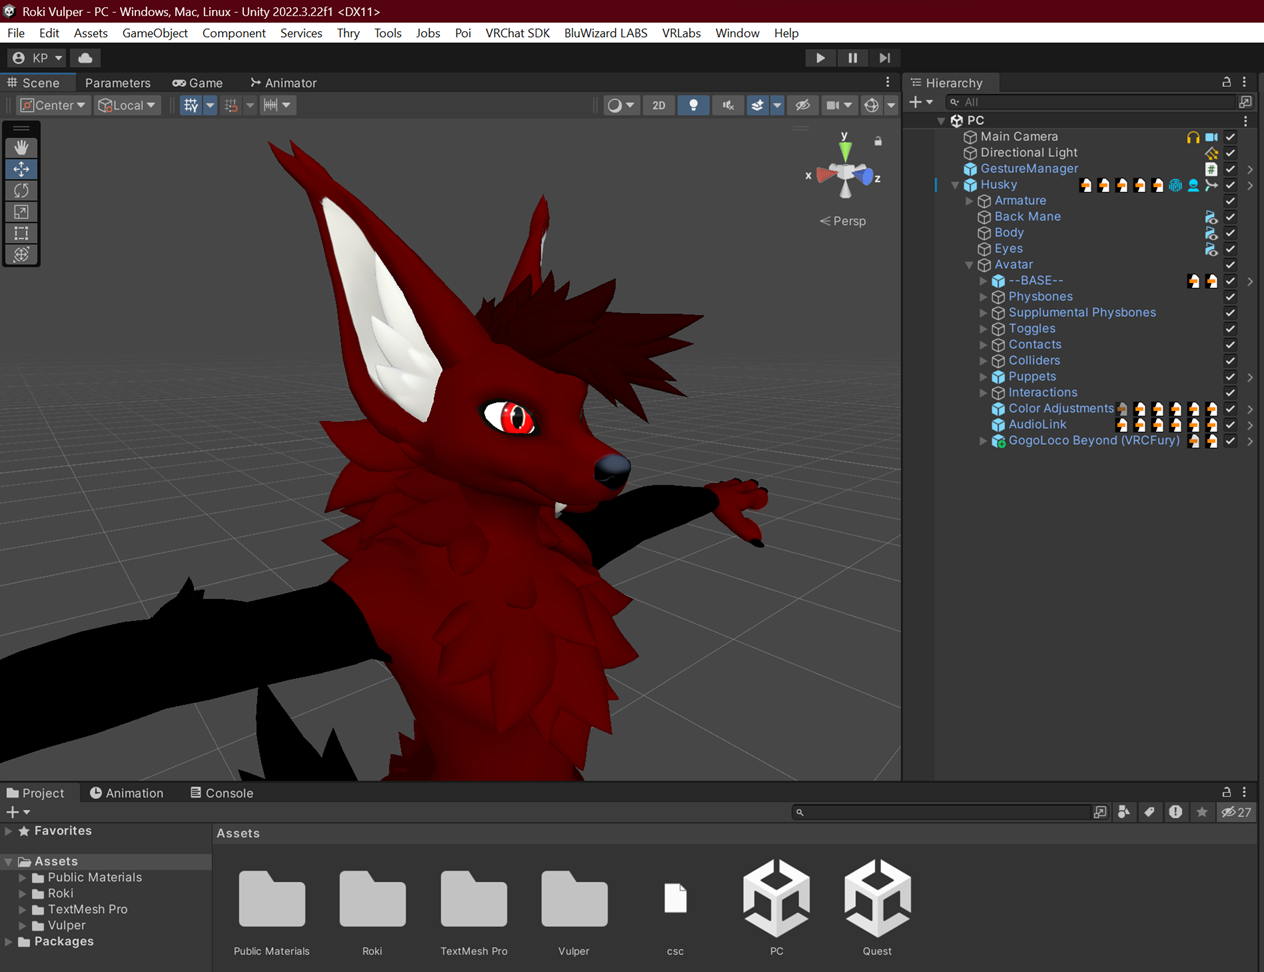 Roki Vulper - PC - Windows, Mac, Linux - Unity 2022.3.22f1 <DX11>
File Edit Assets GameObject Component Services Thry Tools Jobs Poi VRChat SDK BluWizard LABS VRLabs Window Help
KP
Scene Parameters Game Animator
Center Local 2D
y
x z
Persp
Hierarchy
All
PC
Main Camera
Directional Light
GestureManager
Husky
Armature
Back Mane
Body
Eyes
Avatar
--BASE--
Physbones
Supplumental Physbones
Toggles
Contacts
Colliders
Puppets
Interactions
Color Adjustments
AudioLink
GogoLoco Beyond (VRCFury)
Project Animation Console
27
Favorites
Assets
Public Materials
Roki
TextMesh Pro
Vulper
Packages
Assets
Public Materials Roki TextMesh Pro Vulper csc PC Quest